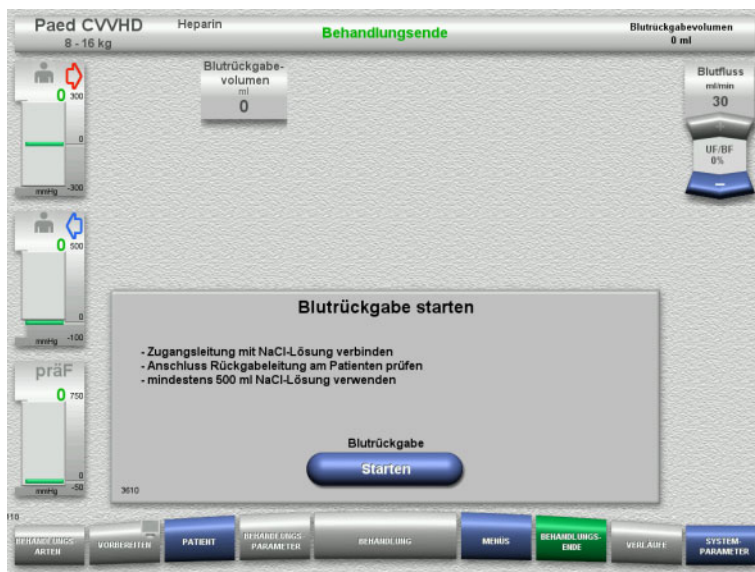 Paed CVVHD
8 - 16 kg
Heparin
Behandlungsende
Blutrückgabevolumen
0 ml
0
300
0
mmHg
-300
Blutrückgabe-
volumen
ml
0
Blutfluss
ml/min
30
+
UF/BF
0%
-
0
500
0
mmHg
-100
präF
0
750
0
mmHg
-50
Blutrückgabe starten
- Zugangsleitung mit NaCl-Lösung verbinden
- Anschluss Rückgabeleitung am Patienten prüfen
- mindestens 500 ml NaCl-Lösung verwenden
Blutrückgabe
Starten
3610
BEHANDLUNGS-
ARTEN
VORBEREITEN
PATIENT
BEHANDLUNGS-
PARAMETER
BEHANDLUNG
MENÜS
BEHANDLUNGS-
ENDE
VERLÄUFE
SYSTEM-
PARAMETER